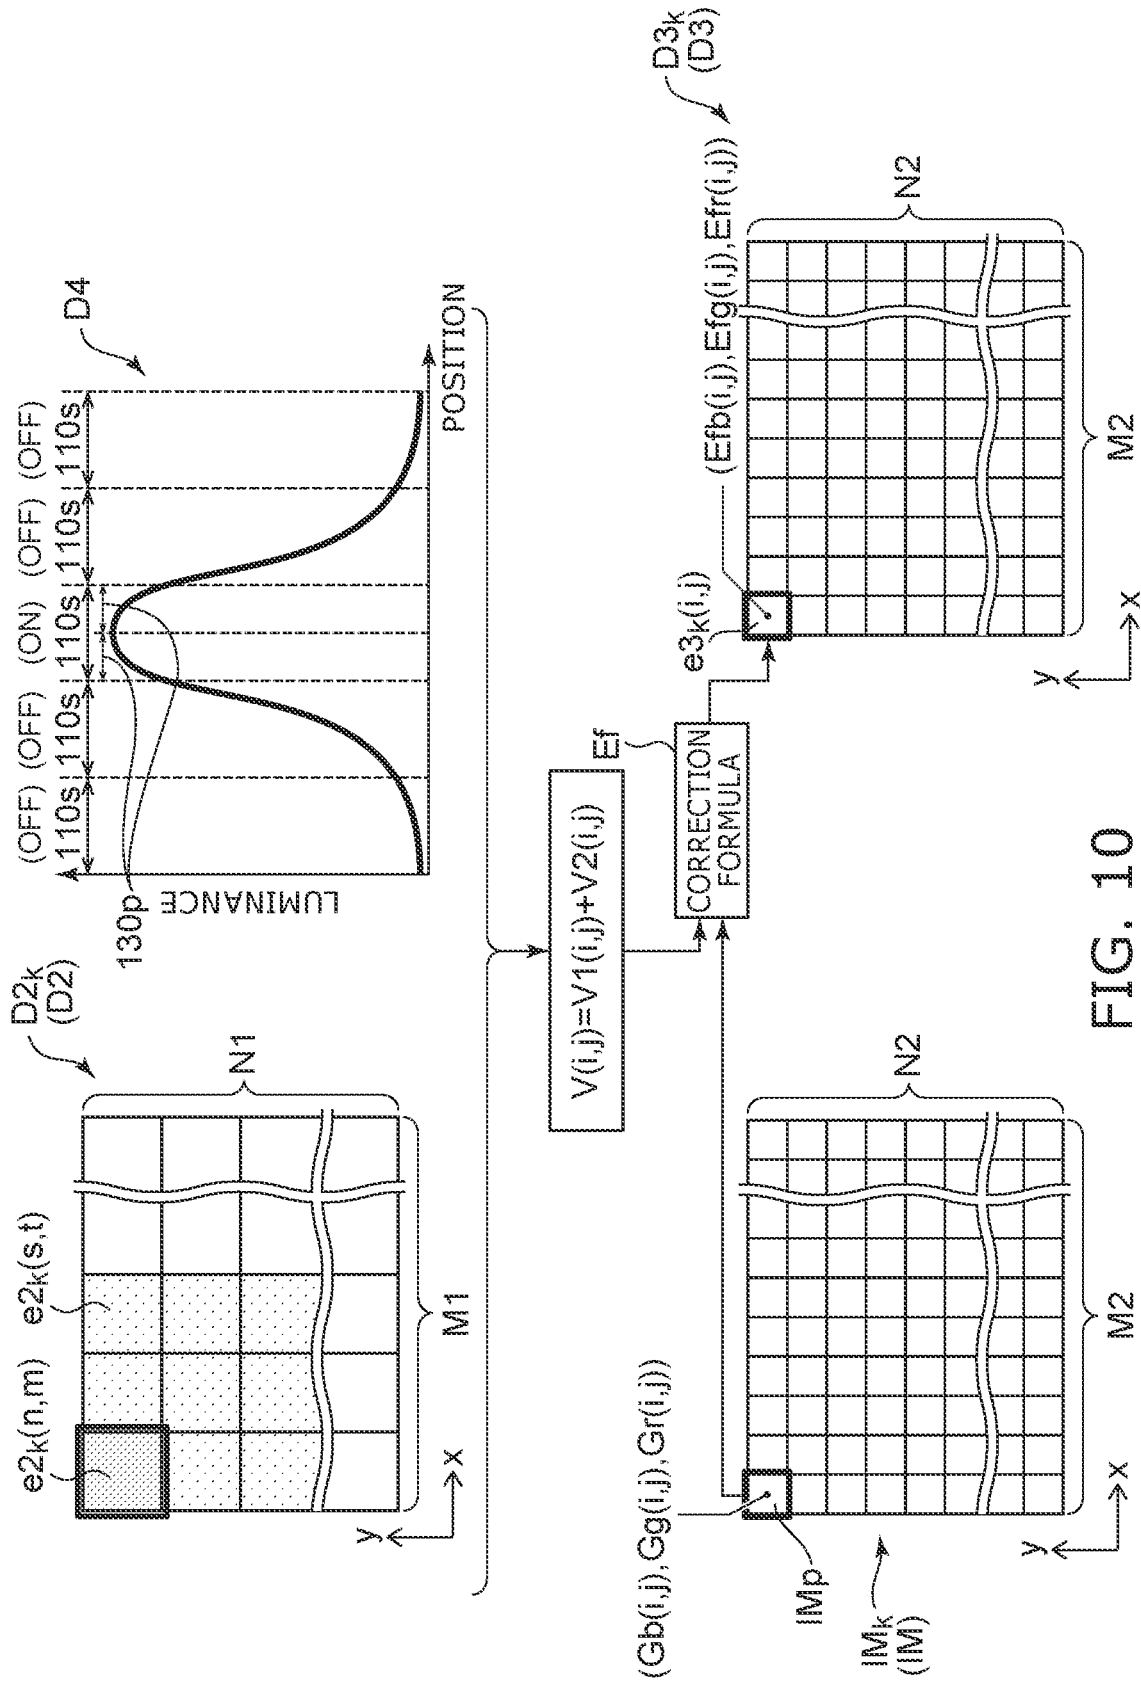 D2k
(D2)
e2k(n,m)
e2k(s,t)
N1
M1
y
x
D4
(OFF) (OFF) (ON) (OFF) (OFF)
110s 110s 110s 110s 110s
130p
LUMINANCE
POSITION
V(i,j)=V1(i,j)+V2(i,j)
Ef
CORRECTION
FORMULA
(Gb(i,j),Gg(i,j),Gr(i,j))
IMp
IMk
(IM)
N2
M2
y
x
D3k
(D3)
(Efb(i,j),Efg(i,j),Efr(i,j))
e3k(i,j)
N2
M2
y
x
FIG. 10